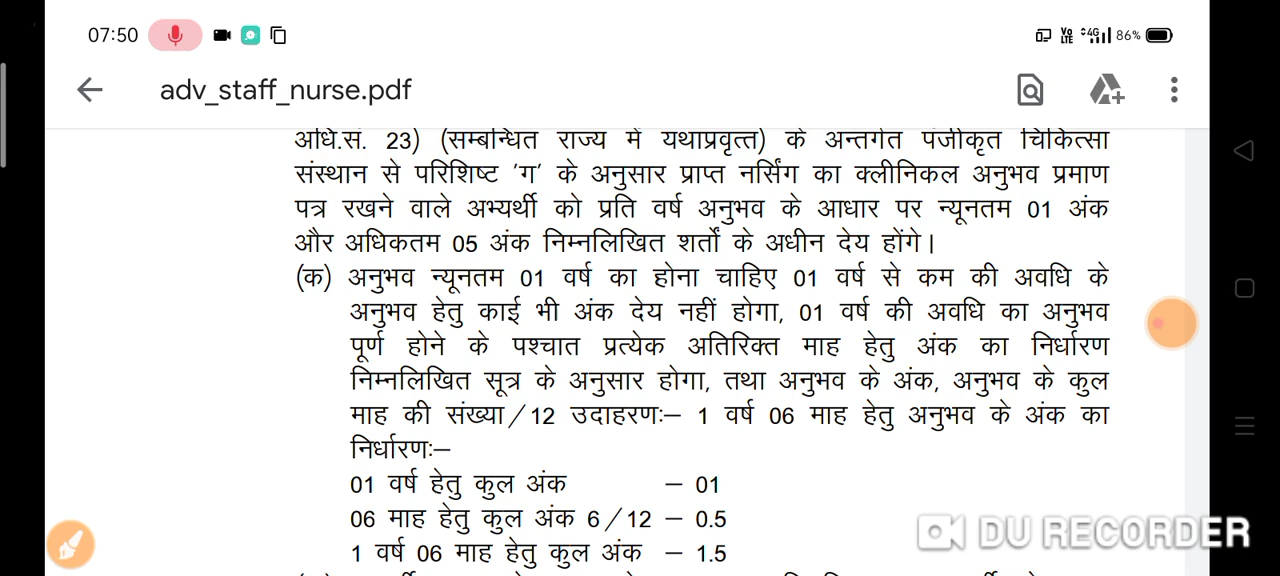 07:50
VoLTE 4G 86%
adv_staff_nurse.pdf
अधि.सं. 23) (सम्बन्धित राज्य में यथाप्रवृत्त) के अन्तर्गत पंजीकृत चिकित्सा
संस्थान से परिशिष्ट 'ग' के अनुसार प्राप्त नर्सिंग का क्लीनिकल अनुभव प्रमाण
पत्र रखने वाले अभ्यर्थी को प्रति वर्ष अनुभव के आधार पर न्यूनतम 01 अंक
और अधिकतम 05 अंक निम्नलिखित शर्तों के अधीन देय होंगे।
(क) अनुभव न्यूनतम 01 वर्ष का होना चाहिए 01 वर्ष से कम की अवधि के
अनुभव हेतु काई भी अंक देय नहीं होगा, 01 वर्ष की अवधि का अनुभव
पूर्ण होने के पश्चात प्रत्येक अतिरिक्त माह हेतु अंक का निर्धारण
निम्नलिखित सूत्र के अनुसार होगा, तथा अनुभव के अंक, अनुभव के कुल
माह की संख्या/12 उदाहरणः– 1 वर्ष 06 माह हेतु अनुभव के अंक का
निर्धारणः–
01 वर्ष हेतु कुल अंक – 01
06 माह हेतु कुल अंक 6/12 – 0.5
1 वर्ष 06 माह हेतु कुल अंक – 1.5
DU RECORDER